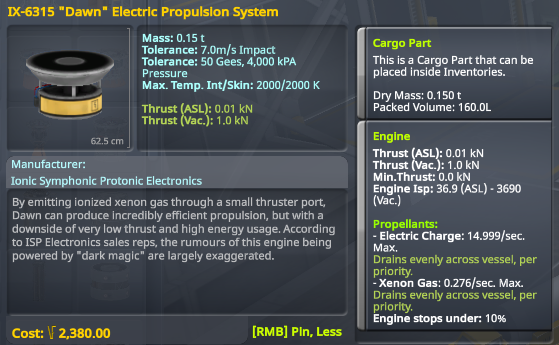 IX-6315 "Dawn" Electric Propulsion System
Mass: 0.15 t
Tolerance: 7.0m/s Impact
Tolerance: 50 Gees, 4,000 kPA
Pressure
Max. Temp. Int/Skin: 2000/2000 K
Thrust (ASL): 0.01 kN
Thrust (Vac.): 1.0 kN
62.5 cm
Manufacturer:
Ionic Symphonic Protonic Electronics
By emitting ionized xenon gas through a small thruster port,
Dawn can produce incredibly efficient propulsion, but with a
downside of very low thrust and high energy usage. According
to ISP Electronics sales reps, the rumours of this engine being
powered by "dark magic" are largely exaggerated.
Cost: 2,380.00
[RMB] Pin, Less
Cargo Part
This is a Cargo Part that can be
placed inside Inventories.
Dry Mass: 0.150 t
Packed Volume: 160.0L
Engine
Thrust (ASL): 0.01 kN
Thrust (Vac.): 1.0 kN
Min.Thrust: 0.0 kN
Engine Isp: 36.9 (ASL) - 3690
(Vac.)
Propellants:
- Electric Charge: 14.999/sec.
Max.
Drains evenly across vessel, per
priority.
- Xenon Gas: 0.276/sec. Max.
Drains evenly across vessel, per
priority.
Engine stops under: 10%